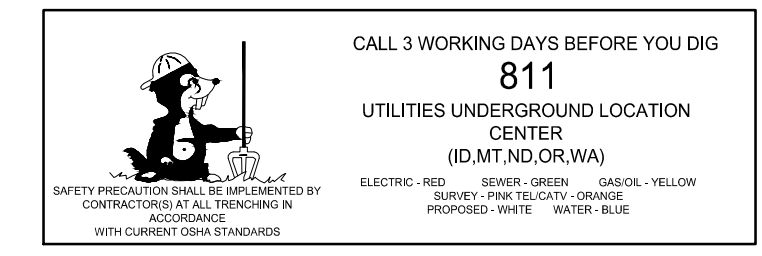 CALL 3 WORKING DAYS BEFORE YOU DIG
811
UTILITIES UNDERGROUND LOCATION
CENTER
(ID,MT,ND,OR,WA)
ELECTRIC - RED SEWER - GREEN GAS/OIL - YELLOW
SURVEY - PINK TEL/CATV - ORANGE
PROPOSED - WHITE WATER - BLUE
SAFETY PRECAUTION SHALL BE IMPLEMENTED BY
CONTRACTOR(S) AT ALL TRENCHING IN
ACCORDANCE
WITH CURRENT OSHA STANDARDS